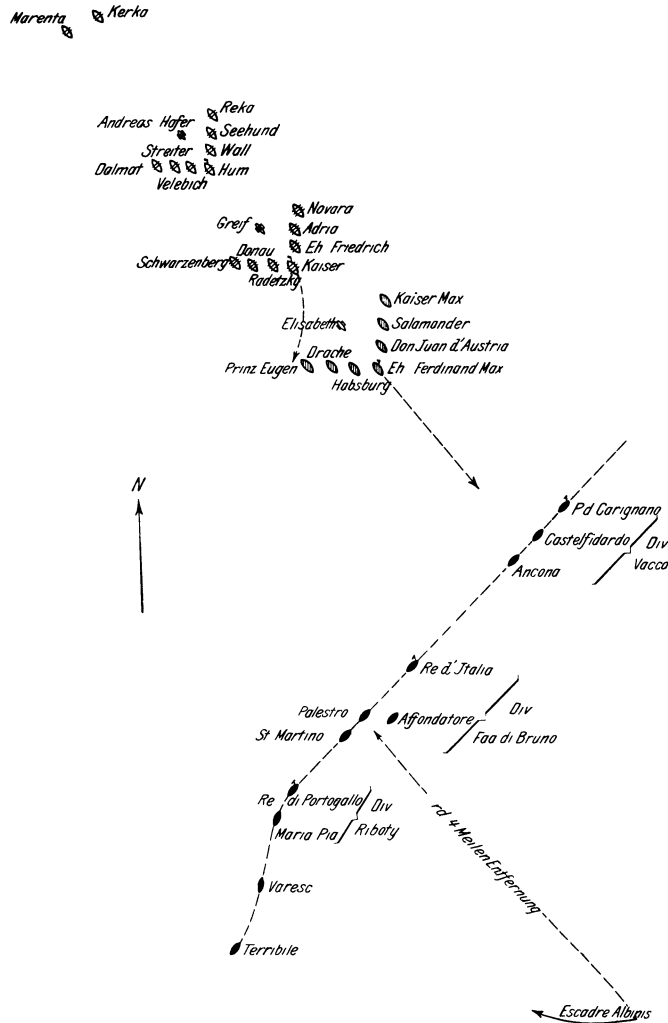 Marenta
Kerka
Reka
Andreas Hofer
Seehund
Streiter
Wall
Dalmat
Hum
Velebich
Novara
Greif
Adria
Donau
Eh Friedrich
Schwarzenberg
Kaiser
Radetzky
Kaiser Max
Elisabeth
Salamander
Drache
Don Juan d'Austria
Prinz Eugen
Eh Ferdinand Max
Habsburg
N
P.d Carignano
Castelfidardo
Div
Vacca
Ancona
Re d'Italia
Palestro
Affondatore
Div
St Martino
Faa di Bruno
Re di Portogallo
Div
Maria Pia
Riboty
rd 4 Meilen Entfernung
Varesc
Terribile
Escadre Albinis